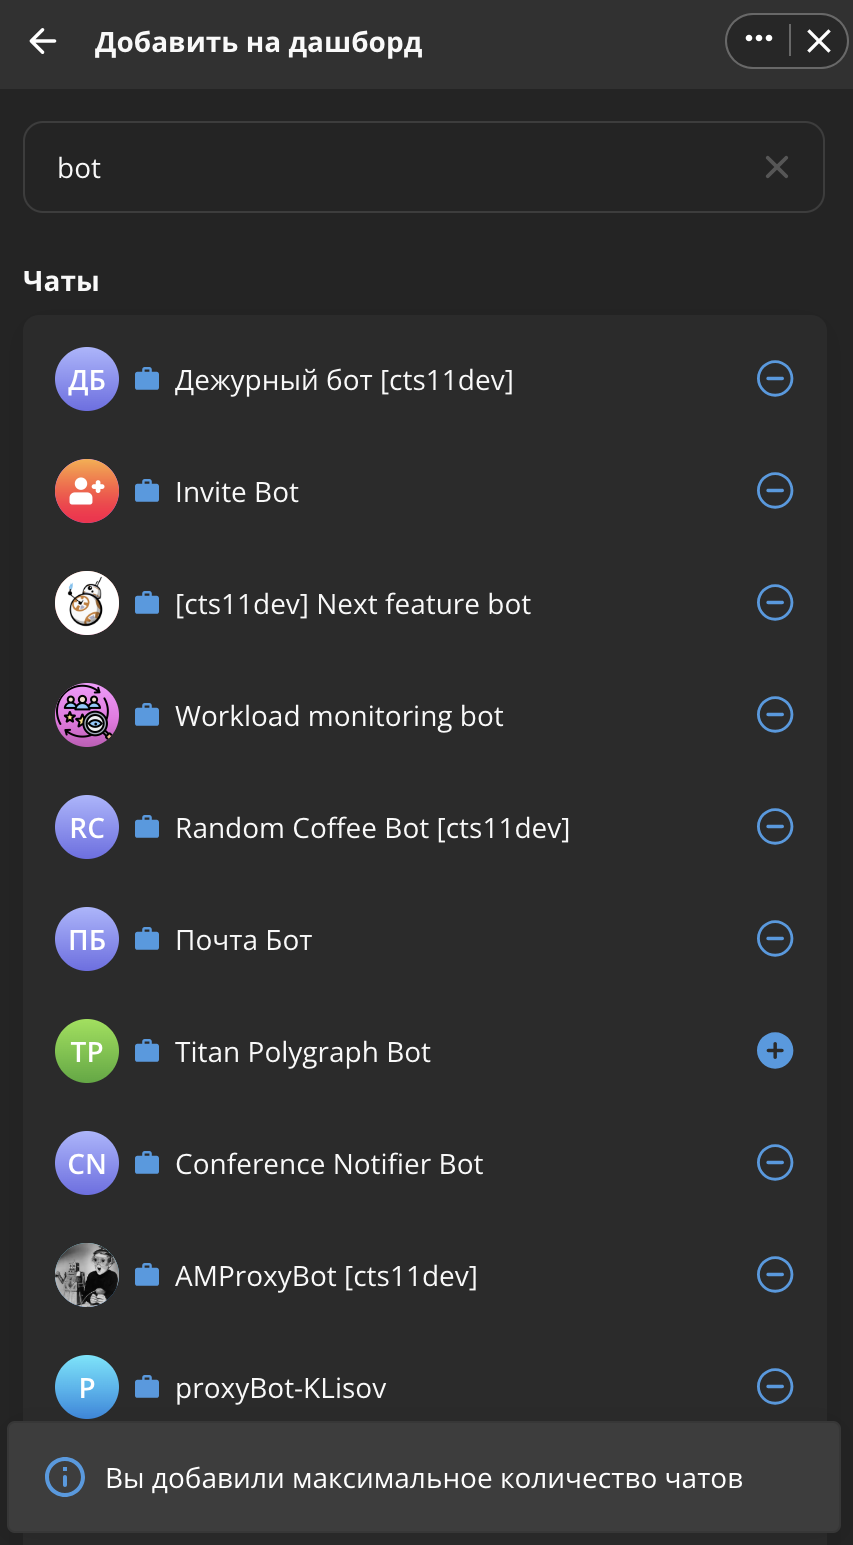 Добавить на дашборд
bot
Чаты
ДБ Дежурный бот [cts11dev]
Invite Bot
[cts11dev] Next feature bot
Workload monitoring bot
RC Random Coffee Bot [cts11dev]
ПБ Почта Бот
TP Titan Polygraph Bot
CN Conference Notifier Bot
AMProxyBot [cts11dev]
P proxyBot-KLisov
Вы добавили максимальное количество чатов